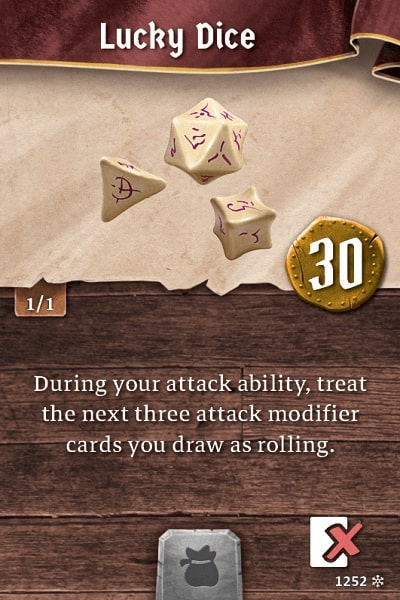 Lucky Dice
30
1/1
During your attack ability, treat
the next three attack modifier
cards you draw as rolling.
1252